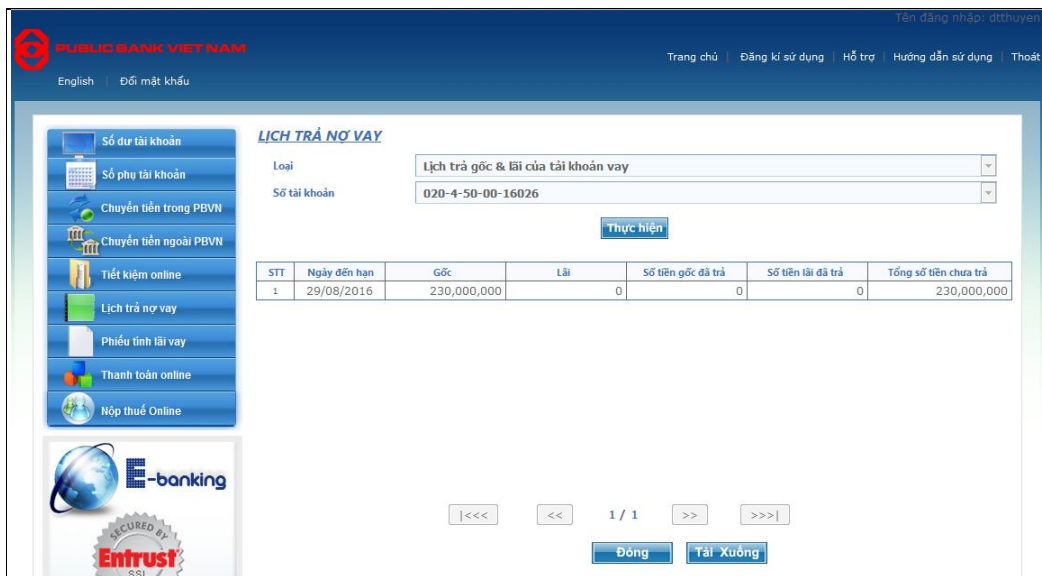 Tên đăng nhập: dtthuyen
PUBLIC BANK VIET NAM
Trang chủ | Đăng kí sử dụng | Hỗ trợ | Hướng dẫn sử dụng | Thoát
English | Đổi mật khẩu
LỊCH TRẢ NỢ VAY
Số dư tài khoản
Sổ phụ tài khoản
Chuyển tiền trong PBVN
Chuyển tiền ngoài PBVN
Tiết kiệm online
Lịch trả nợ vay
Phiếu tính lãi vay
Thanh toán online
Nộp thuế Online
Loại Lịch trả gốc & lãi của tài khoản vay
Số tài khoản 020-4-50-00-16026
Thực hiện
STT Ngày đến hạn Gốc Lãi Số tiền gốc đã trả Số tiền lãi đã trả Tổng số tiền chưa trả
1 29/08/2016 230,000,000 0 0 0 230,000,000
|<<< << 1 / 1 >> >>>|
Đóng Tải Xuống
E-banking
SECURED BY
Entrust
SSL